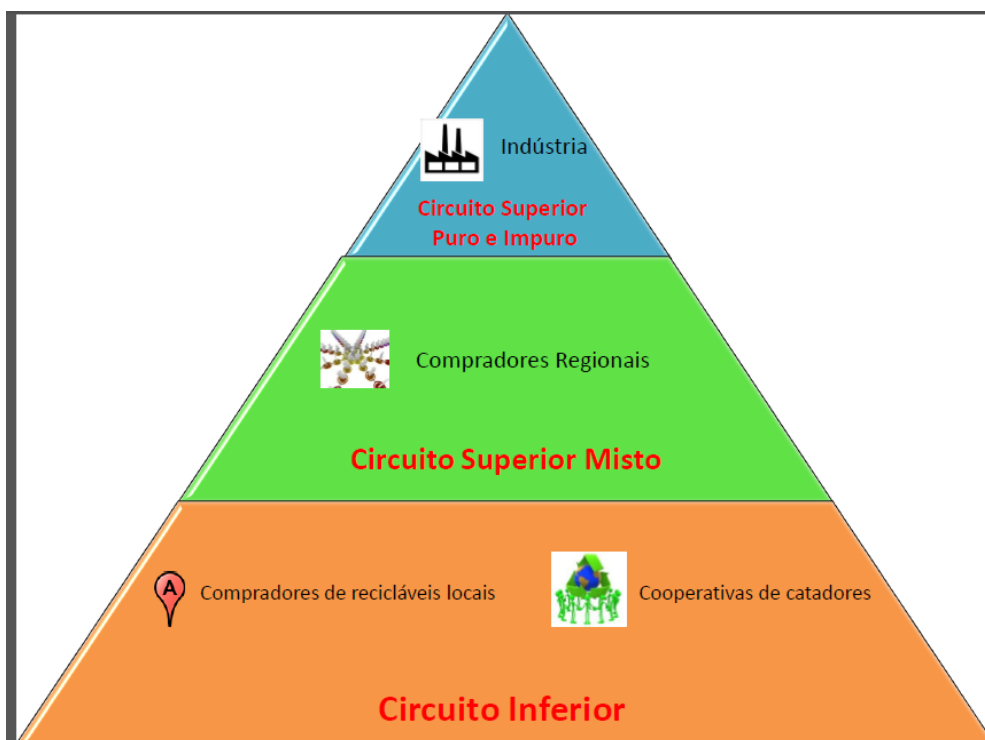 Indústria
Circuito Superior
Puro e Impuro
Compradores Regionais
Circuito Superior Misto
A
Compradores de recicláveis locais
Cooperativas de catadores
Circuito Inferior